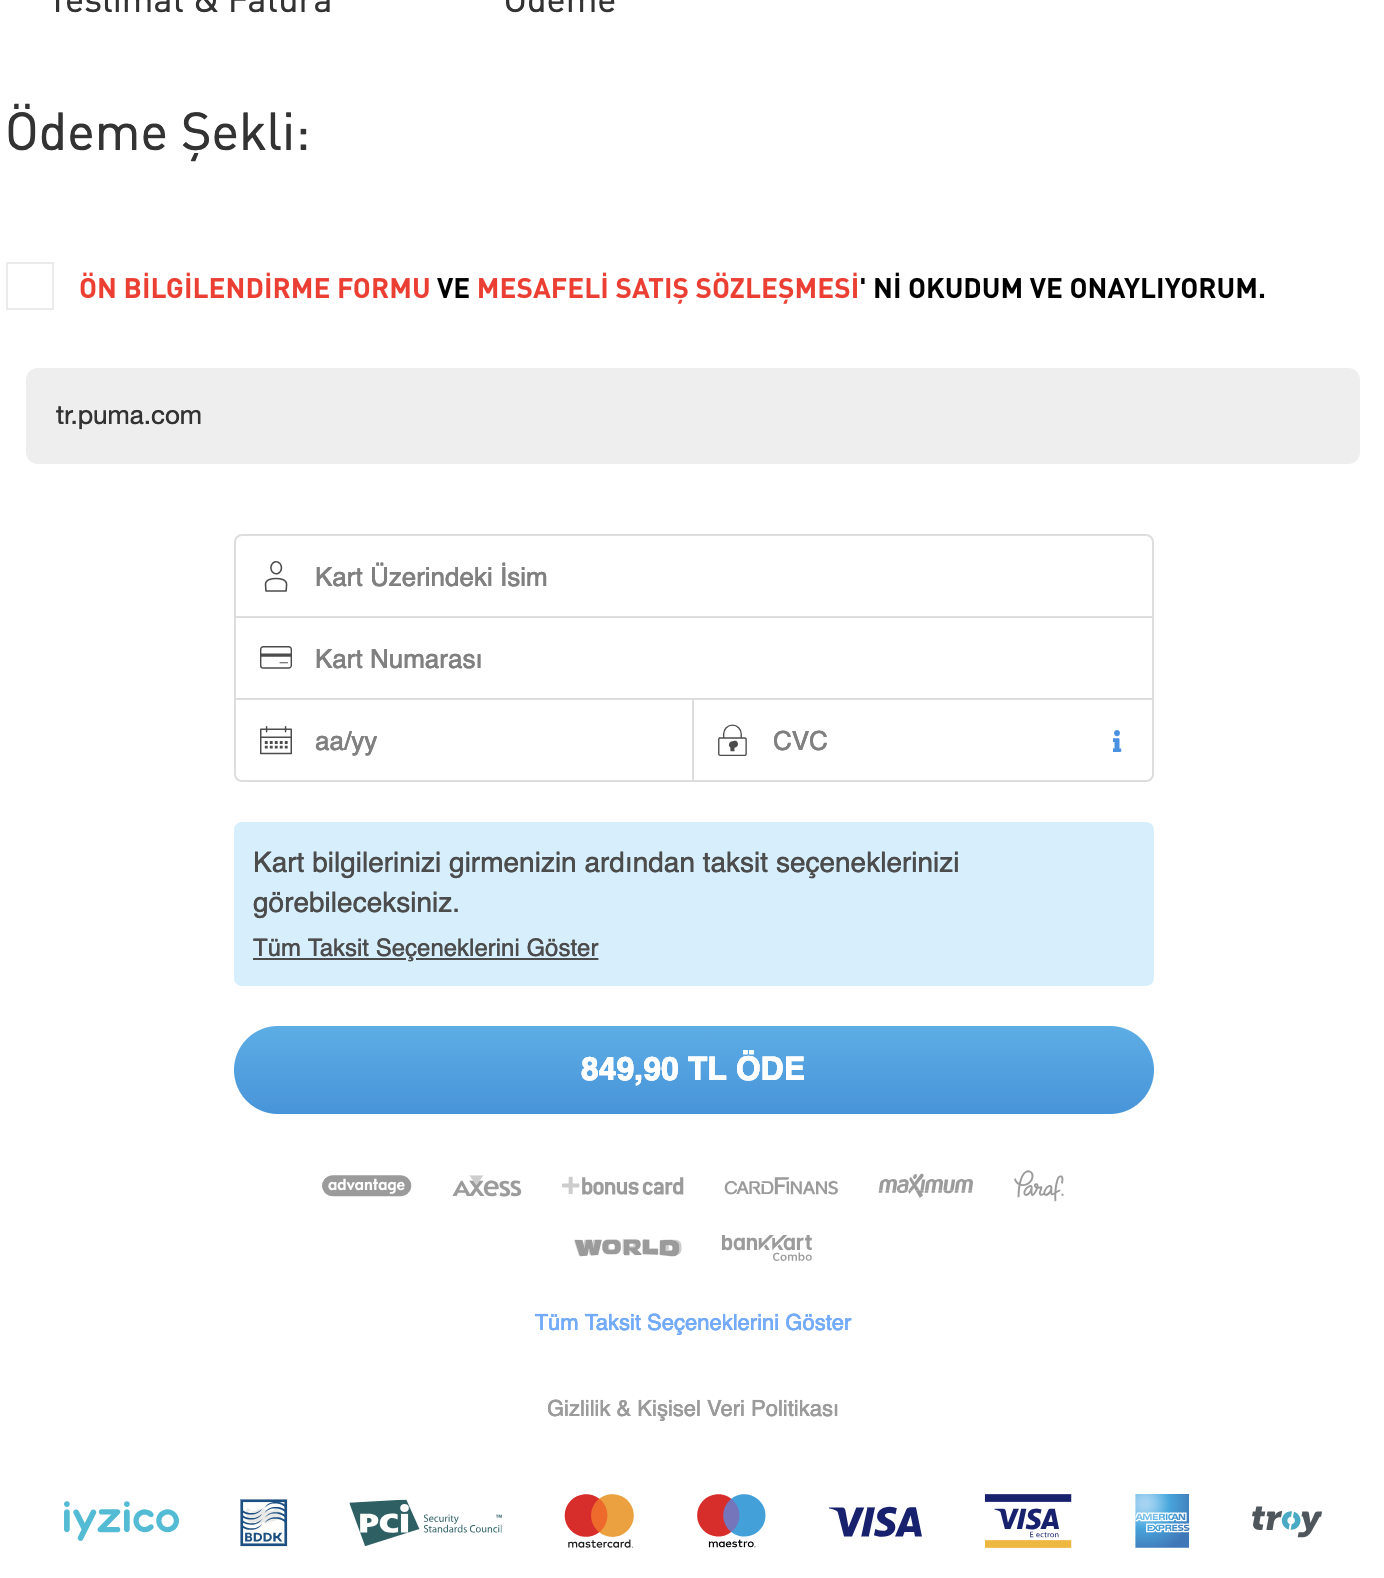 Teslimat & Fatura
Ödeme
Ödeme Şekli:
ÖN BİLGİLENDİRME FORMU VE MESAFELİ SATIŞ SÖZLEŞMESİ' Nİ OKUDUM VE ONAYLIYORUM.
tr.puma.com
Kart Üzerindeki İsim
Kart Numarası
aa/yy
CVC
Kart bilgilerinizi girmenizin ardından taksit seçeneklerinizi
görebileceksiniz.
Tüm Taksit Seçeneklerini Göster
849,90 TL ÖDE
advantage
axess
+bonus card
CARDFINANS
maximum
Paraf.
WORLD
bankkart
Combo
Tüm Taksit Seçeneklerini Göster
Gizlilik & Kişisel Veri Politikası
iyzico
BDDK
PCi
Security
Standards Council
mastercard.
maestro.
VISA
VISA
Electron
AMERICAN
EXPRESS
troy